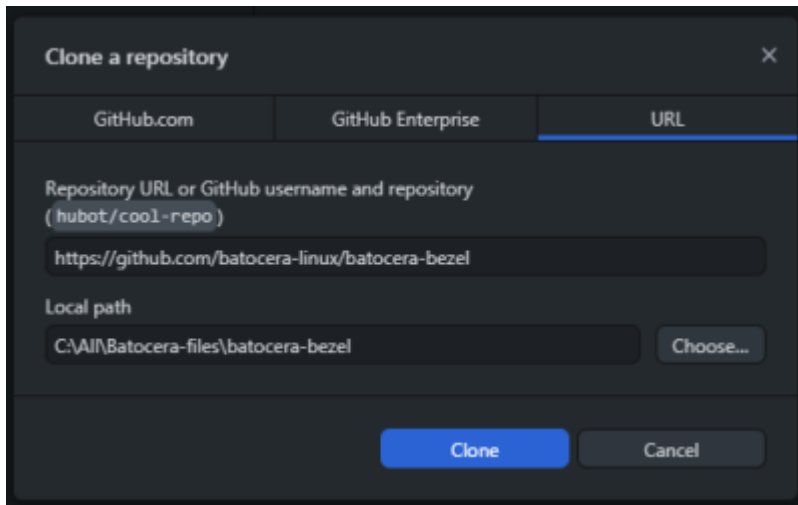 Clone a repository
×
GitHub.com GitHub Enterprise URL
Repository URL or GitHub username and repository
(hubot/cool-repo)
https://github.com/batocera-linux/batocera-bezel
Local path
C:\All\Batocera-files\batocera-bezel Choose...
Clone Cancel